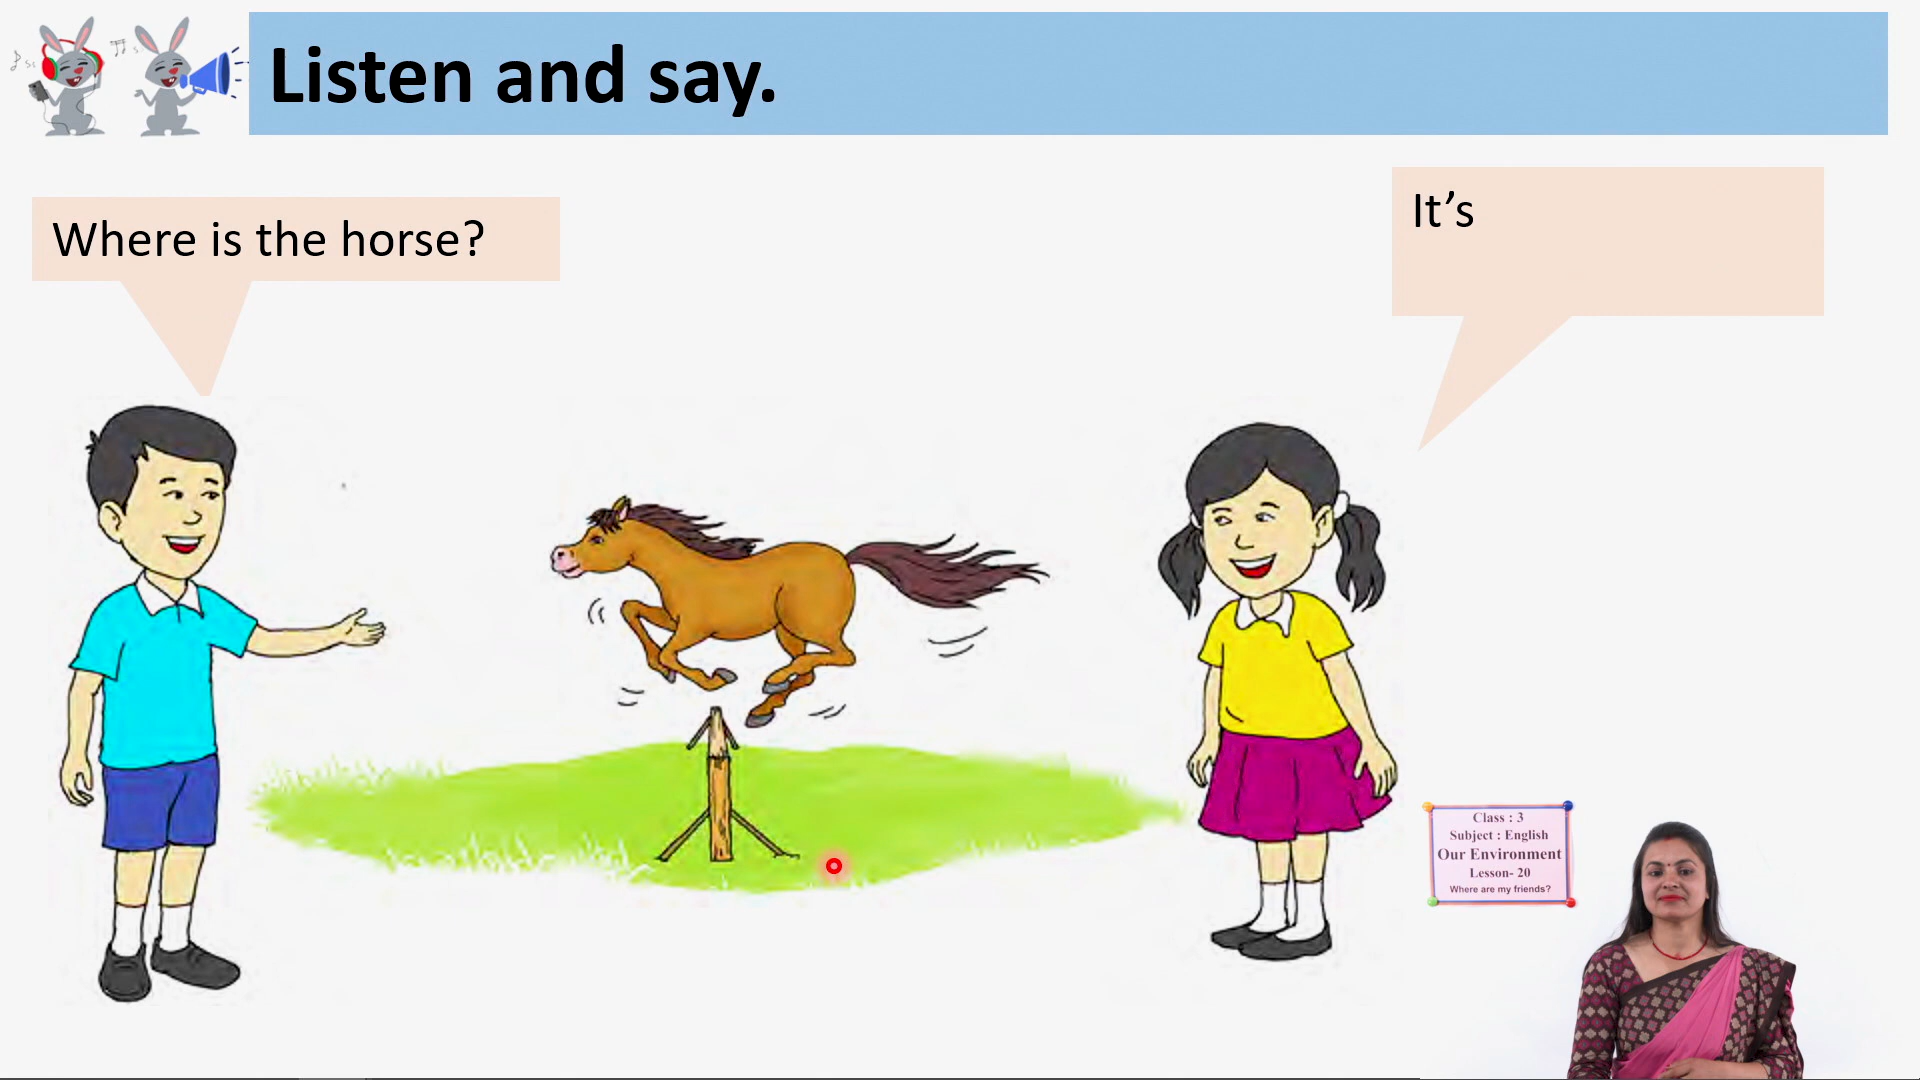 Listen and say.
Where is the horse?
It’s
Class : 3
Subject : English
Our Environment
Lesson- 20
Where are my friends?